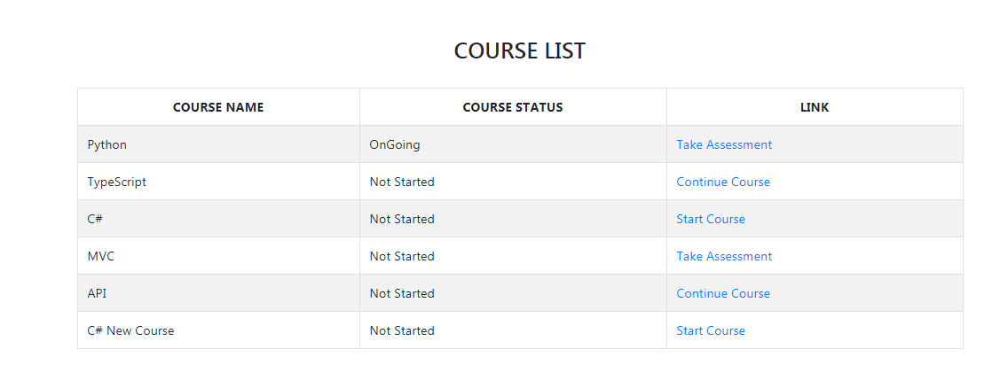 COURSE LIST
COURSE NAME COURSE STATUS LINK
Python OnGoing Take Assessment
TypeScript Not Started Continue Course
C# Not Started Start Course
MVC Not Started Take Assessment
API Not Started Continue Course
C# New Course Not Started Start Course